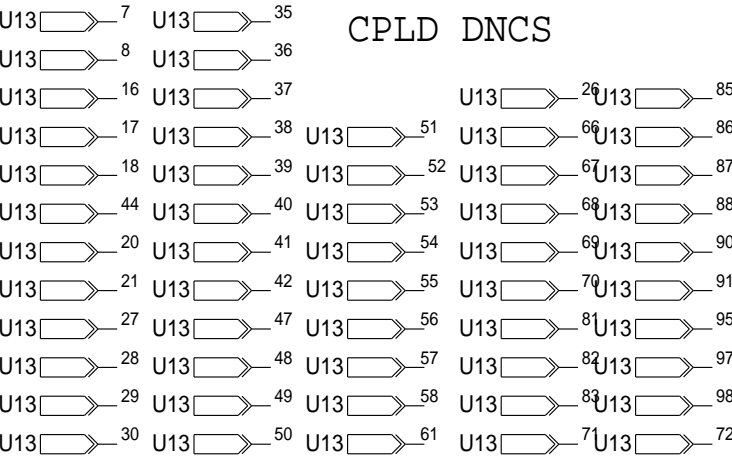 CPLD DNCS
U13 7 U13 35
U13 8 U13 36
U13 16 U13 37 U13 26 U13 85
U13 17 U13 38 U13 51 U13 66 U13 86
U13 18 U13 39 U13 52 U13 67 U13 87
U13 44 U13 40 U13 53 U13 68 U13 88
U13 20 U13 41 U13 54 U13 69 U13 90
U13 21 U13 42 U13 55 U13 70 U13 91
U13 27 U13 47 U13 56 U13 81 U13 95
U13 28 U13 48 U13 57 U13 82 U13 97
U13 29 U13 49 U13 58 U13 83 U13 98
U13 30 U13 50 U13 61 U13 71 U13 72